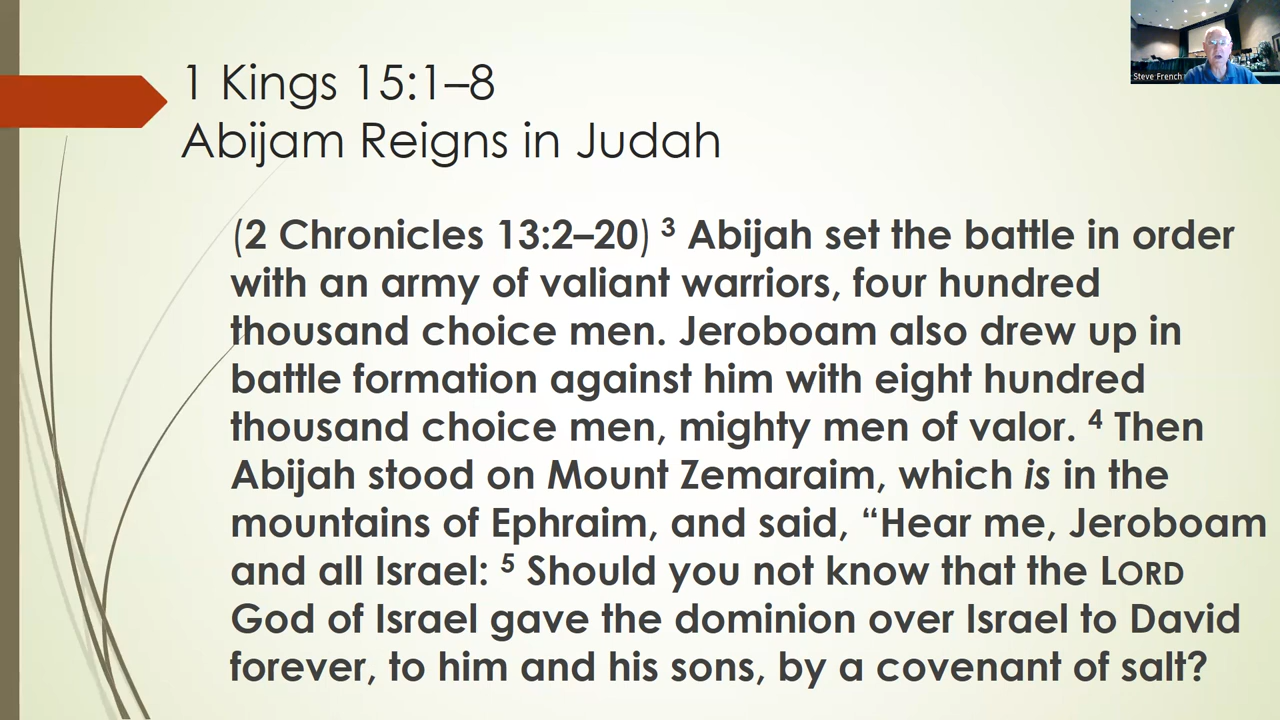 1 Kings 15:1–8
Abijam Reigns in Judah
Steve French
(2 Chronicles 13:2–20) ³ Abijah set the battle in order
with an army of valiant warriors, four hundred
thousand choice men. Jeroboam also drew up in
battle formation against him with eight hundred
thousand choice men, mighty men of valor. ⁴ Then
Abijah stood on Mount Zemaraim, which is in the
mountains of Ephraim, and said, “Hear me, Jeroboam
and all Israel: ⁵ Should you not know that the LORD
God of Israel gave the dominion over Israel to David
forever, to him and his sons, by a covenant of salt?